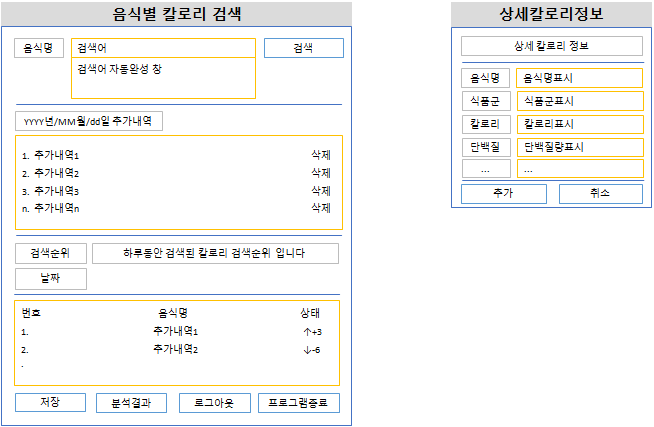 음식별 칼로리 검색
음식명 검색어 검색
검색어 자동완성 창
YYYY년/MM월/dd일 추가내역
1. 추가내역1 삭제
2. 추가내역2 삭제
3. 추가내역3 삭제
n. 추가내역n 삭제
검색순위 하루동안 검색된 칼로리 검색순위 입니다
날짜
번호 음식명 상태
1. 추가내역1 ↑+3
2. 추가내역2 ↓-6
.
저장 분석결과 로그아웃 프로그램종료
상세칼로리정보
상세 칼로리 정보
음식명 음식명표시
식품군 식품군표시
칼로리 칼로리표시
단백질 단백질량표시
... ...
추가 취소